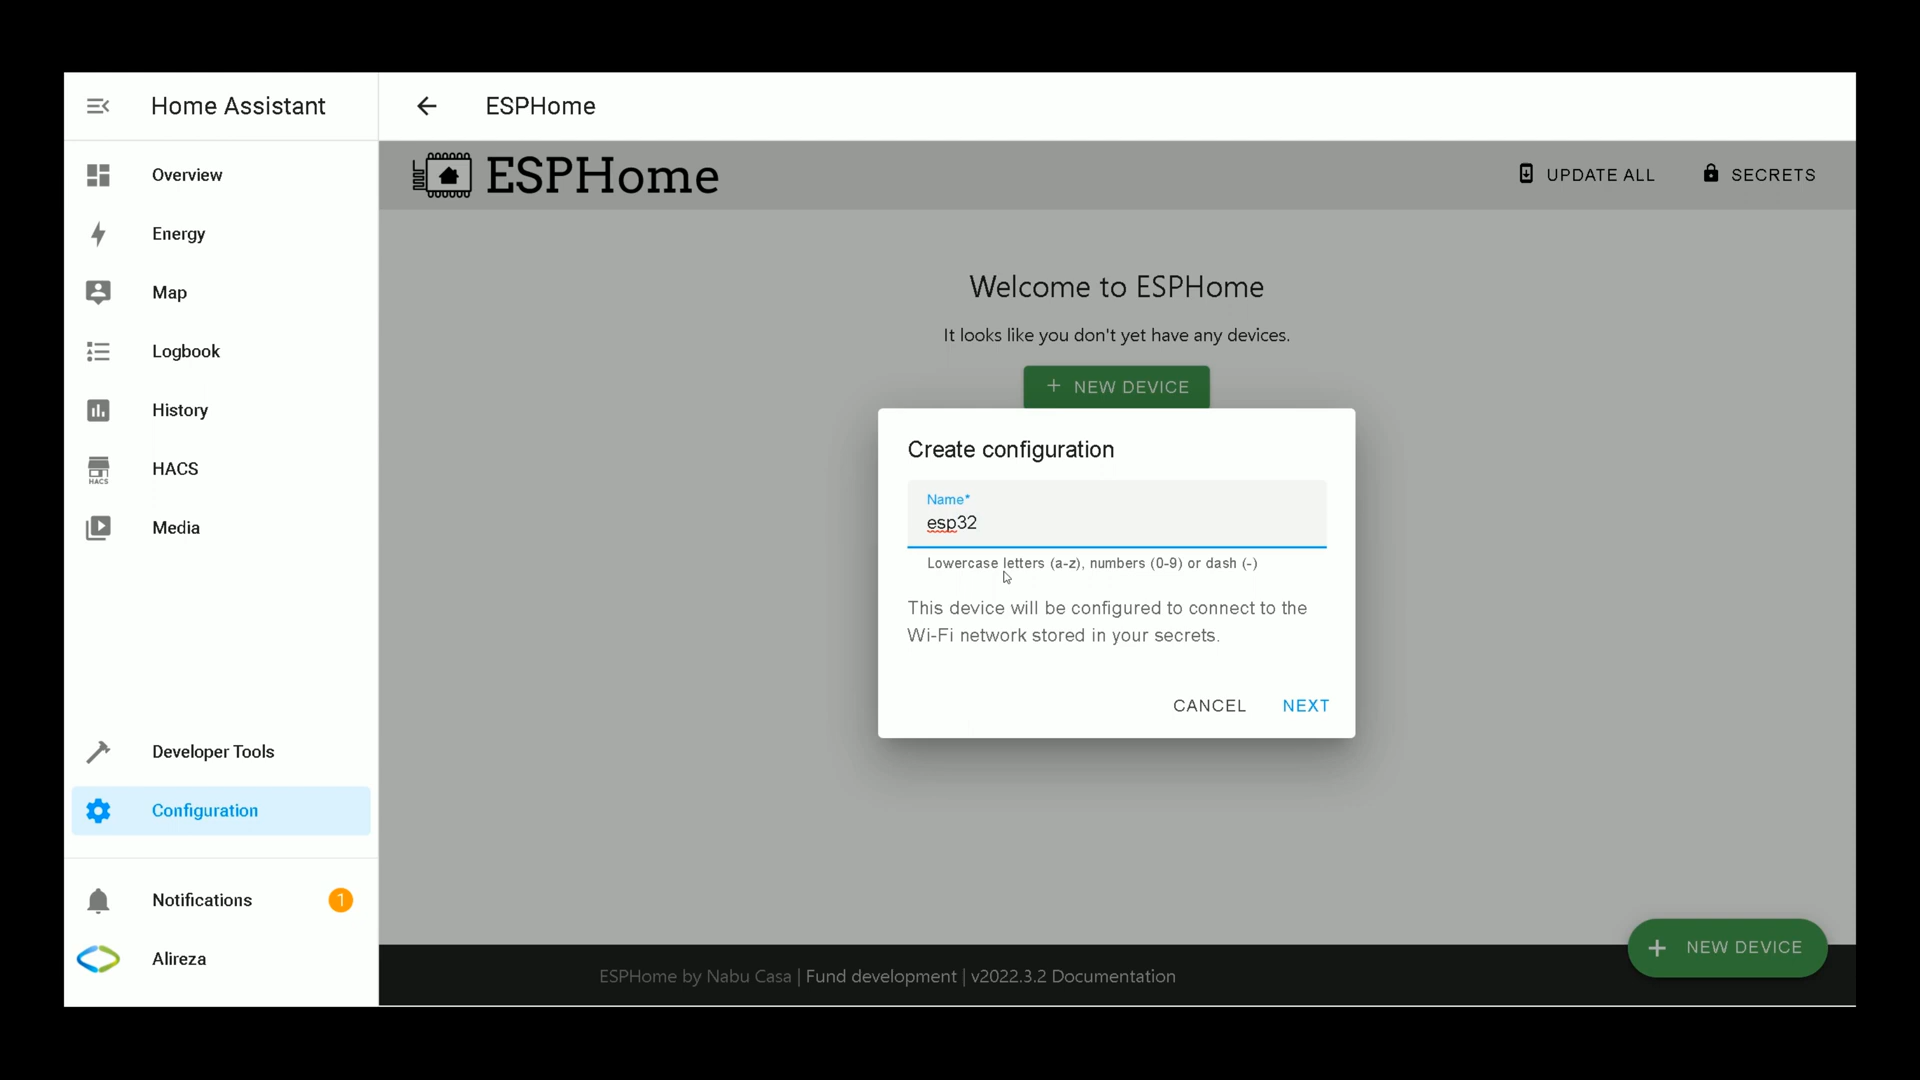 Home Assistant
ESPHome
Overview
Energy
Map
Logbook
History
HACS
HACS
Media
Developer Tools
Configuration
Notifications
1
Alireza
ESPHome
UPDATE ALL
SECRETS
Welcome to ESPHome
It looks like you don't yet have any devices.
+ NEW DEVICE
Create configuration
Name*
esp32
Lowercase letters (a-z), numbers (0-9) or dash (-)
This device will be configured to connect to the
Wi-Fi network stored in your secrets.
CANCEL
NEXT
+ NEW DEVICE
ESPHome by Nabu Casa | Fund development | v2022.3.2 Documentation